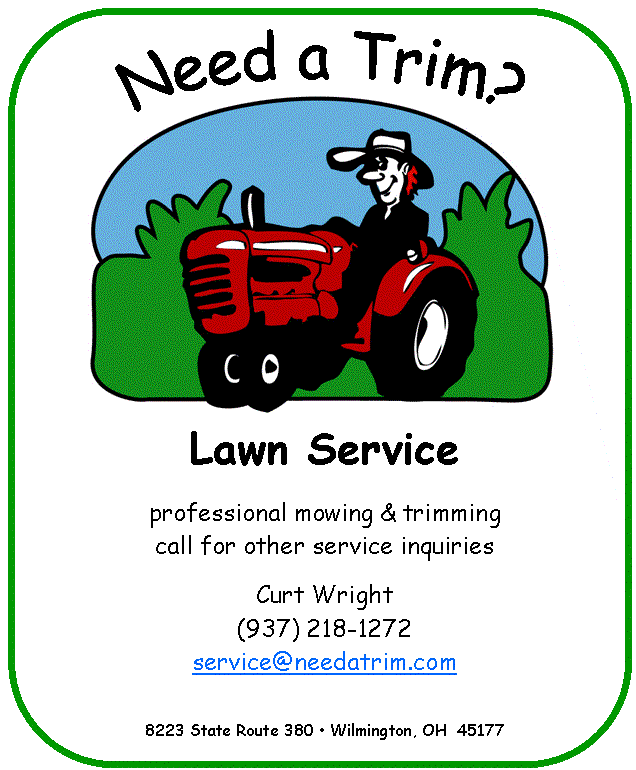 Need a Trim?
Lawn Service
professional mowing & trimming
call for other service inquiries
Curt Wright
(937) 218-1272
service@needatrim.com
8223 State Route 380 • Wilmington, OH 45177